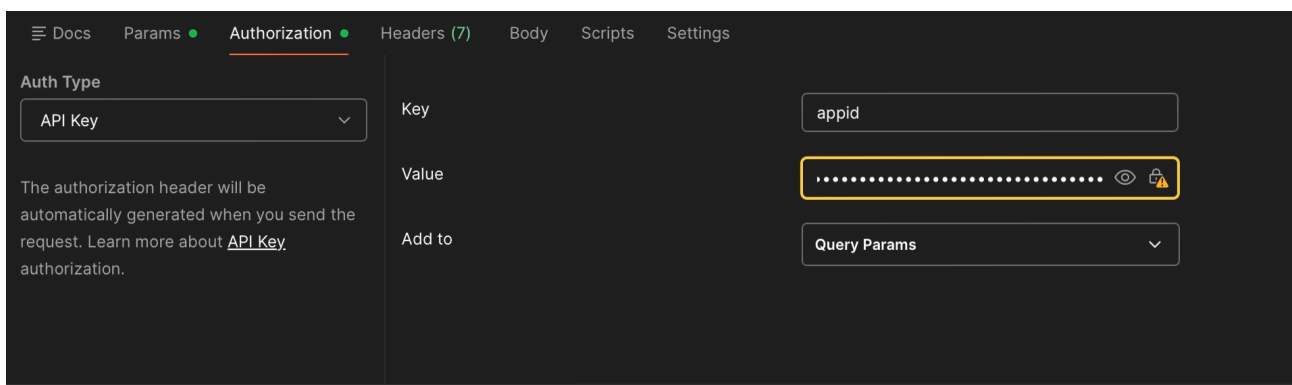 Docs Params Authorization Headers (7) Body Scripts Settings
Auth Type
API Key
The authorization header will be
automatically generated when you send the
request. Learn more about API Key
authorization.
Key
appid
Value
••••••••••••••••••••••••••••••••
Add to
Query Params